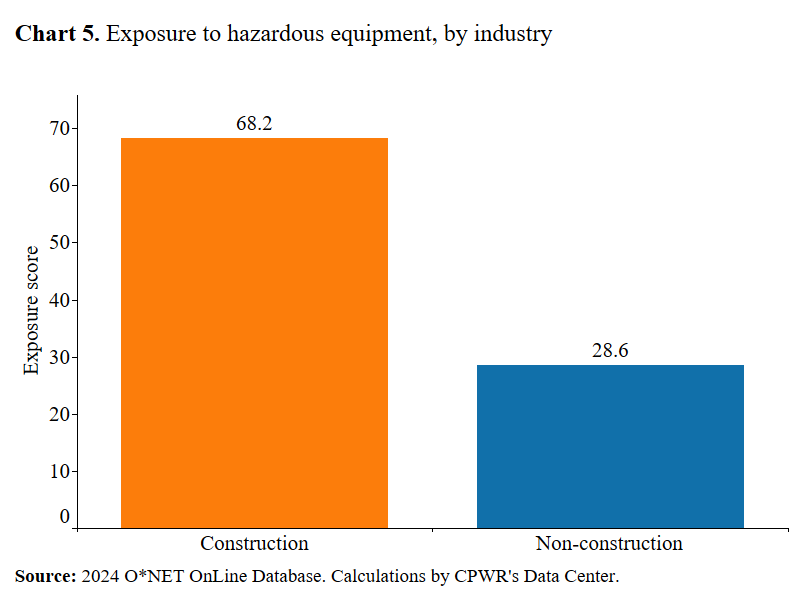 Chart 5. Exposure to hazardous equipment, by industry
68.2
28.6
70
60
50
40
30
20
10
0
Exposure score
Construction
Non-construction
Source: 2024 O*NET OnLine Database. Calculations by CPWR's Data Center.